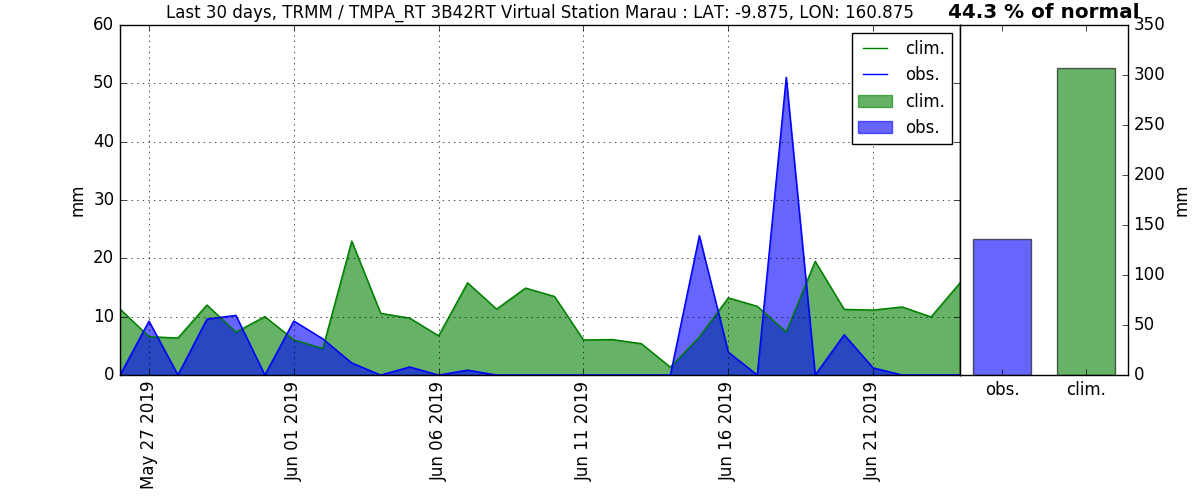 Last 30 days, TRMM / TMPA_RT 3B42RT Virtual Station Marau : LAT: -9.875, LON: 160.875
44.3 % of normal
60
50
40
30
20
10
0
mm
clim.
obs.
clim.
obs.
May 27 2019
Jun 01 2019
Jun 06 2019
Jun 11 2019
Jun 16 2019
Jun 21 2019
350
300
250
200
150
100
50
0
mm
obs.
clim.